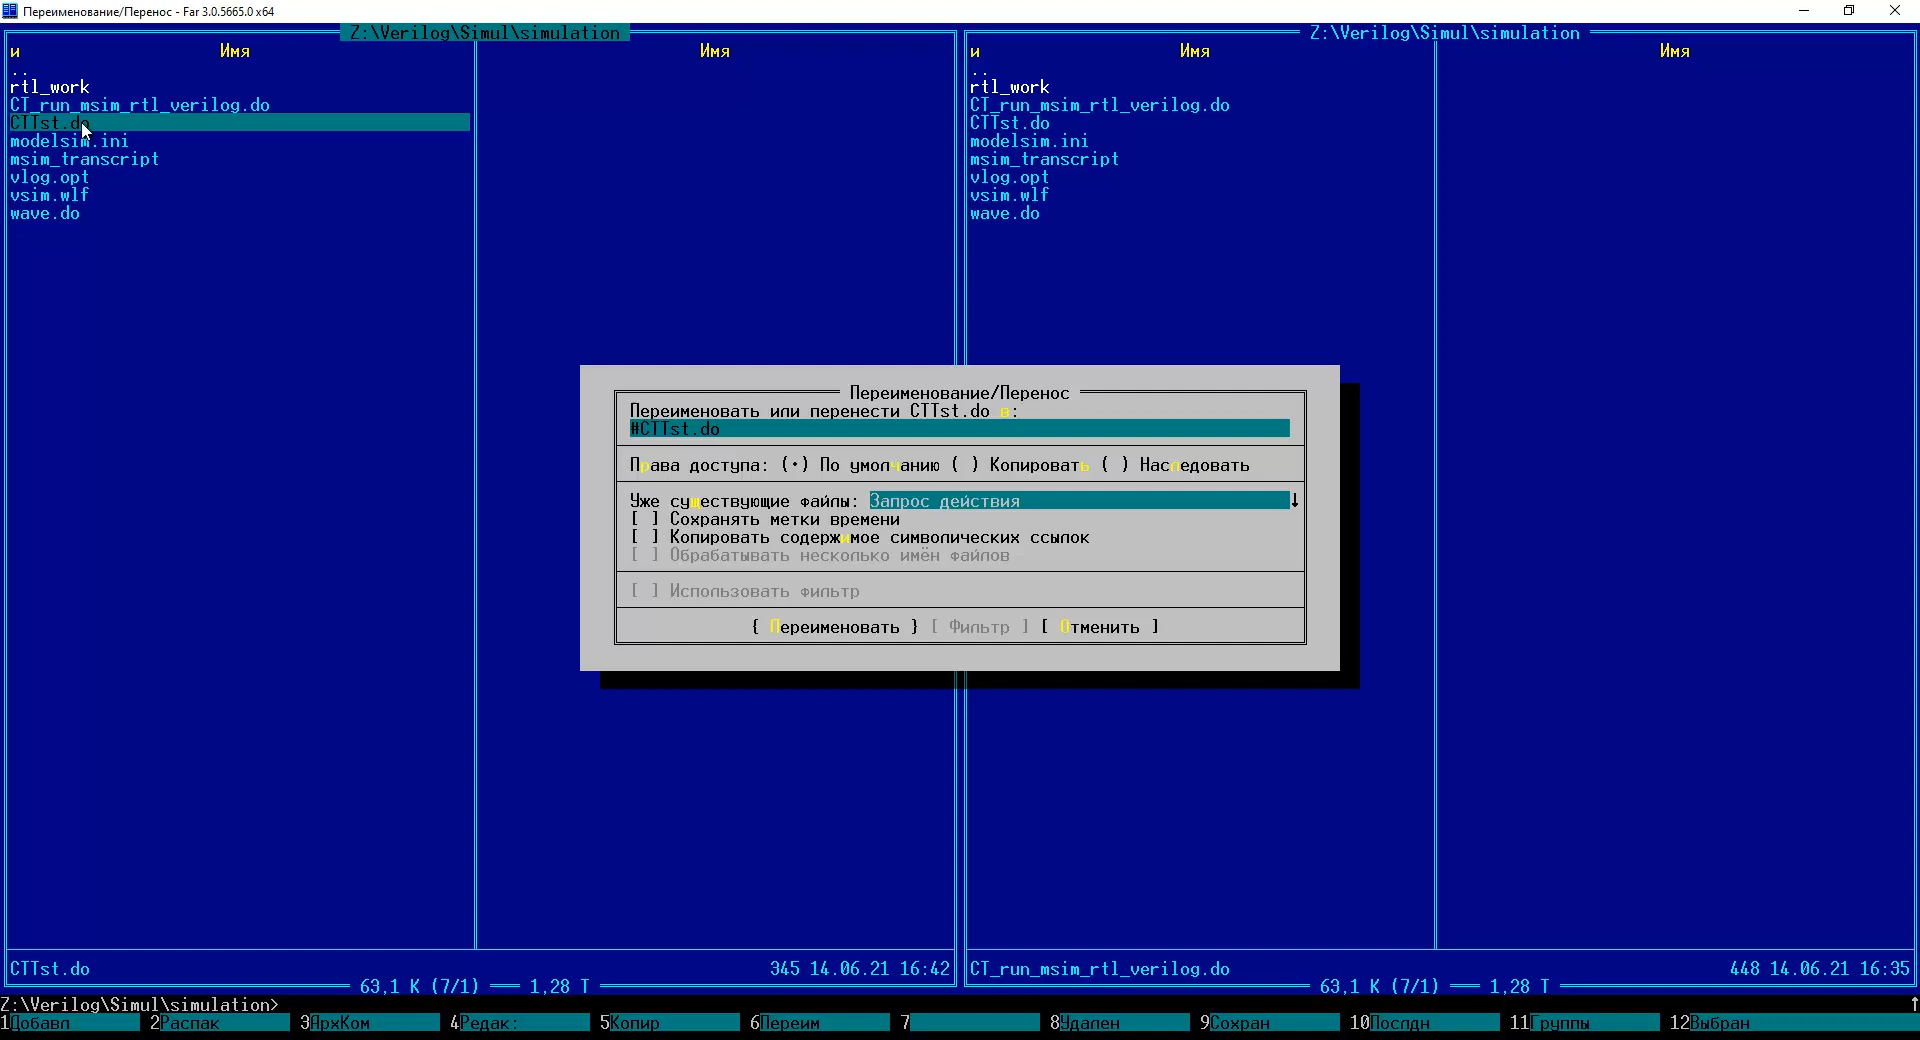 Переименование/Перенос - Far 3.0.5665.0 x64
Z:\Verilog\Simul\simulation
и Имя Имя
..
rtl_work
CT_run_msim_rtl_verilog.do
CTTst.do
modelsim.ini
msim_transcript
vlog.opt
vsim.wlf
wave.do
Z:\Verilog\Simul\simulation
и Имя Имя
..
rtl_work
CT_run_msim_rtl_verilog.do
CTTst.do
modelsim.ini
msim_transcript
vlog.opt
vsim.wlf
wave.do
Переименование/Перенос
Переименовать или перенести CTTst.do в:
#CTTst.do
Права доступа: (•) По умолчанию ( ) Копировать ( ) Наследовать
Уже существующие файлы: Запрос действия ↓
[ ] Сохранять метки времени
[ ] Копировать содержимое символических ссылок
[ ] Обрабатывать несколько имён файлов
[ ] Использовать фильтр
{ Переименовать } [ Фильтр ] [ Отменить ]
CTTst.do 345 14.06.21 16:42
63,1 K (7/1) 1,28 T
CT_run_msim_rtl_verilog.do 448 14.06.21 16:35
63,1 K (7/1) 1,28 T
Z:\Verilog\Simul\simulation> ↑
1Добавл 2Распак 3АрхКом 4Редак: 5Копир 6Переим 7 8Удален 9Сохран 10Послдн 11Группы 12Выбран